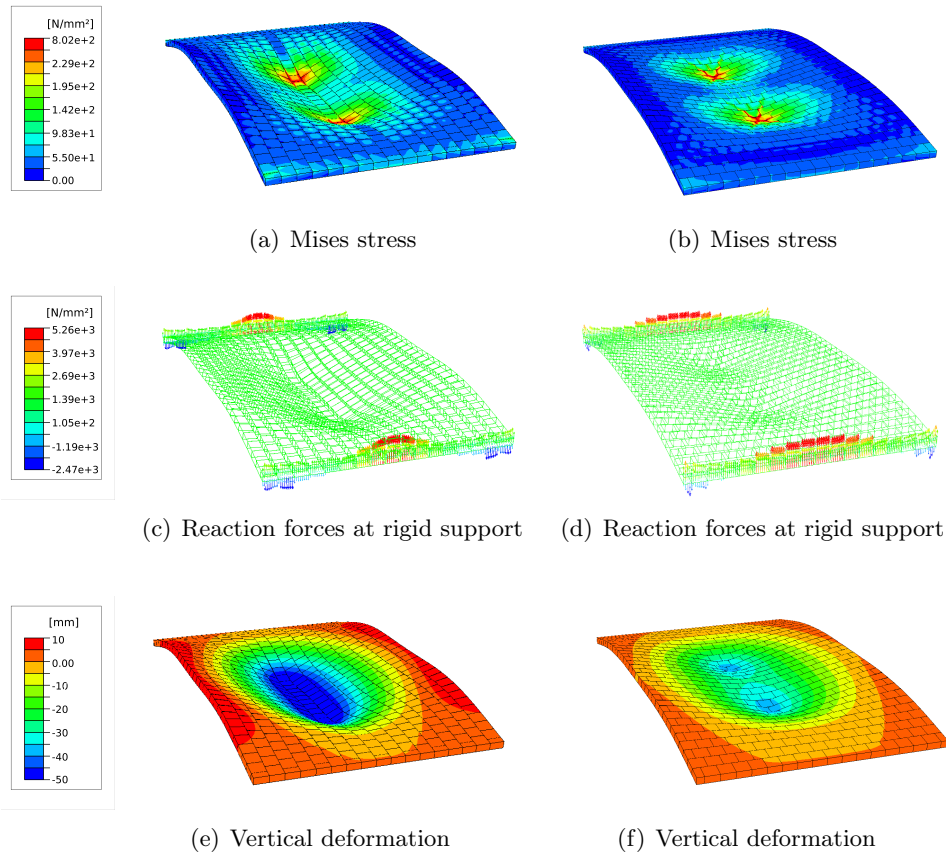 [N/mm²]
8.02e+2
2.29e+2
1.95e+2
1.42e+2
9.83e+1
5.50e+1
0.00
(a) Mises stress
(b) Mises stress
[N/mm²]
5.26e+3
3.97e+3
2.69e+3
1.39e+3
1.05e+2
-1.19e+3
-2.47e+3
(c) Reaction forces at rigid support
(d) Reaction forces at rigid support
[mm]
10
0.00
-10
-20
-30
-40
-50
(e) Vertical deformation
(f) Vertical deformation